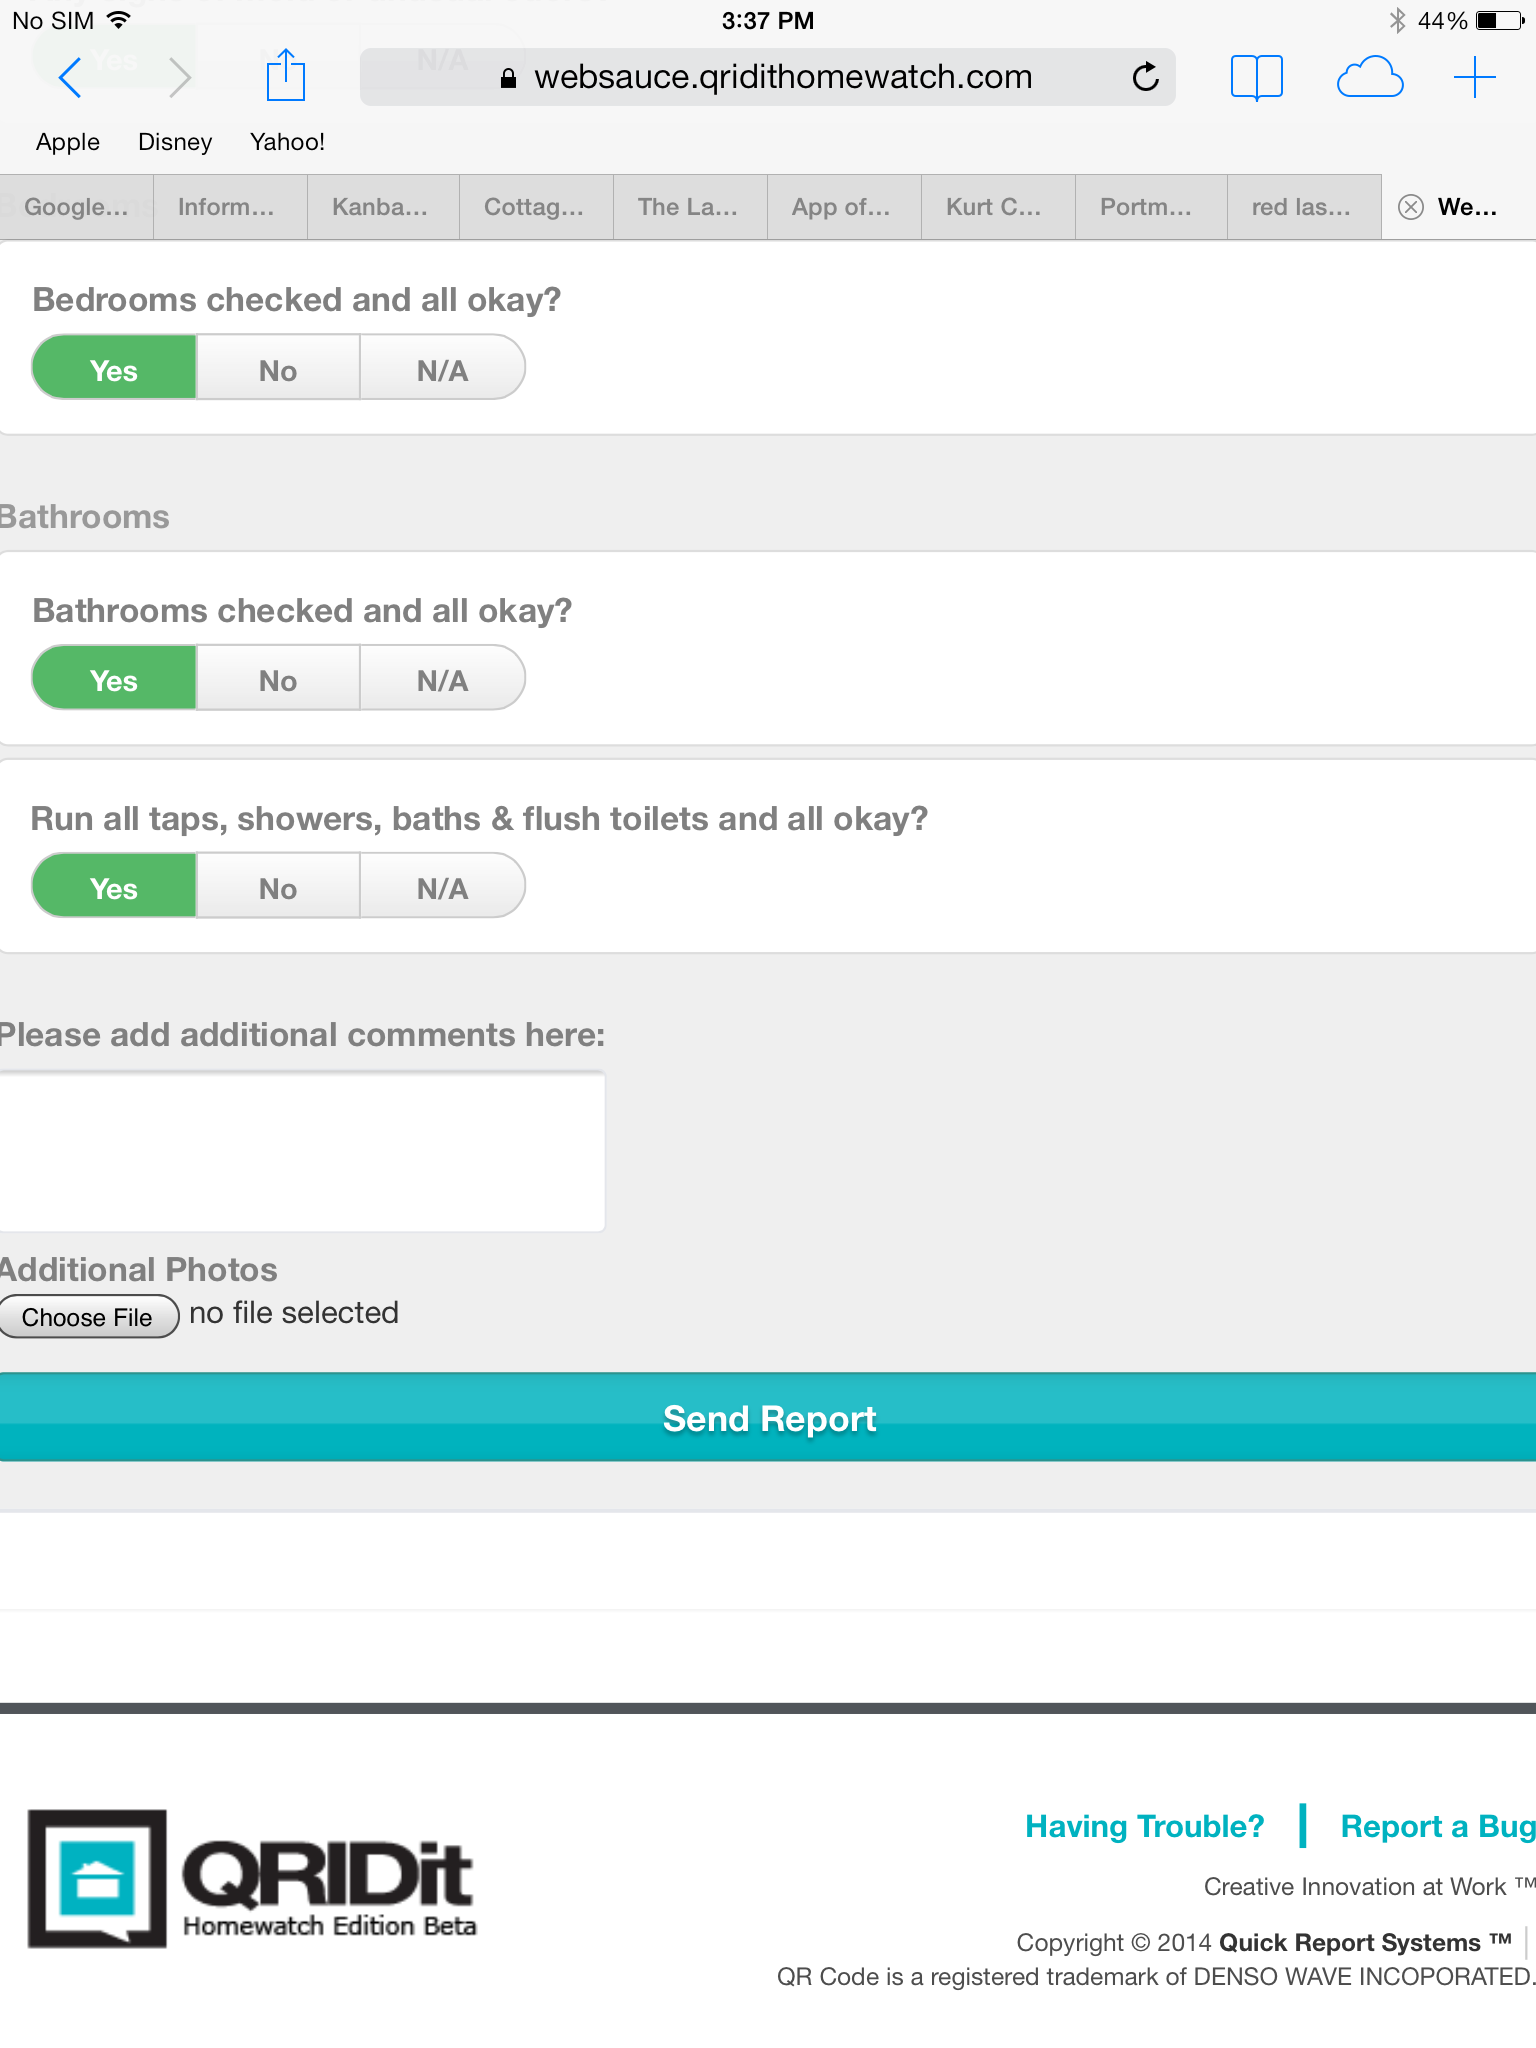 No SIM 3:37 PM 44%
websauce.qridithomewatch.com
Apple Disney Yahoo!
Google... Inform... Kanba... Cottag... The La... App of... Kurt C... Portm... red las... We...
Bedrooms checked and all okay?
Yes No N/A
Bathrooms
Bathrooms checked and all okay?
Yes No N/A
Run all taps, showers, baths & flush toilets and all okay?
Yes No N/A
Please add additional comments here:
Additional Photos
Choose File no file selected
Send Report
QRIDit
Homewatch Edition Beta
Having Trouble? | Report a Bug
Creative Innovation at Work ™
Copyright © 2014 Quick Report Systems ™ |
QR Code is a registered trademark of DENSO WAVE INCOPORATED.